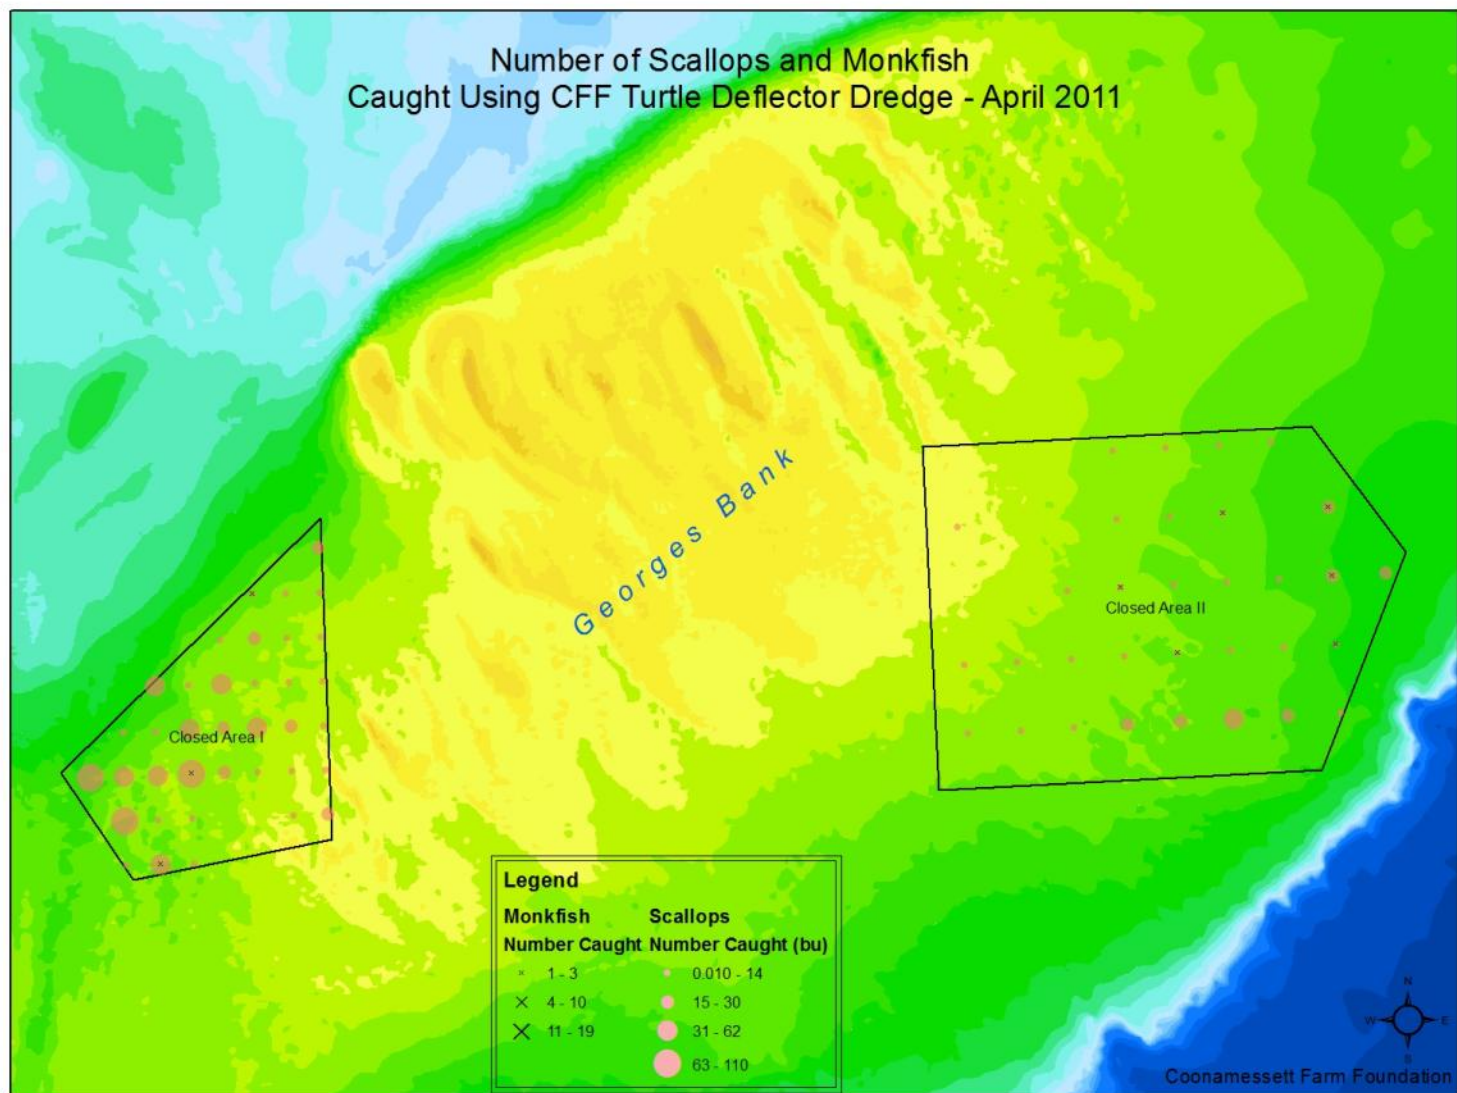 Number of Scallops and Monkfish
Caught Using CFF Turtle Deflector Dredge - April 2011
Georges Bank
Closed Area II
Closed Area I
Legend
Monkfish Scallops
Number Caught Number Caught (bu)
1 - 3 0.010 - 14
4 - 10 15 - 30
11 - 19 31 - 62
63 - 110
N
W E
S
Coonamessett Farm Foundation